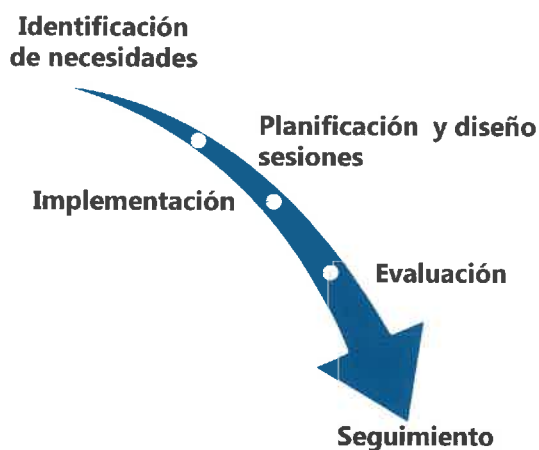 Identificación
de necesidades
Planificación y diseño
sesiones
Implementación
Evaluación
Seguimiento